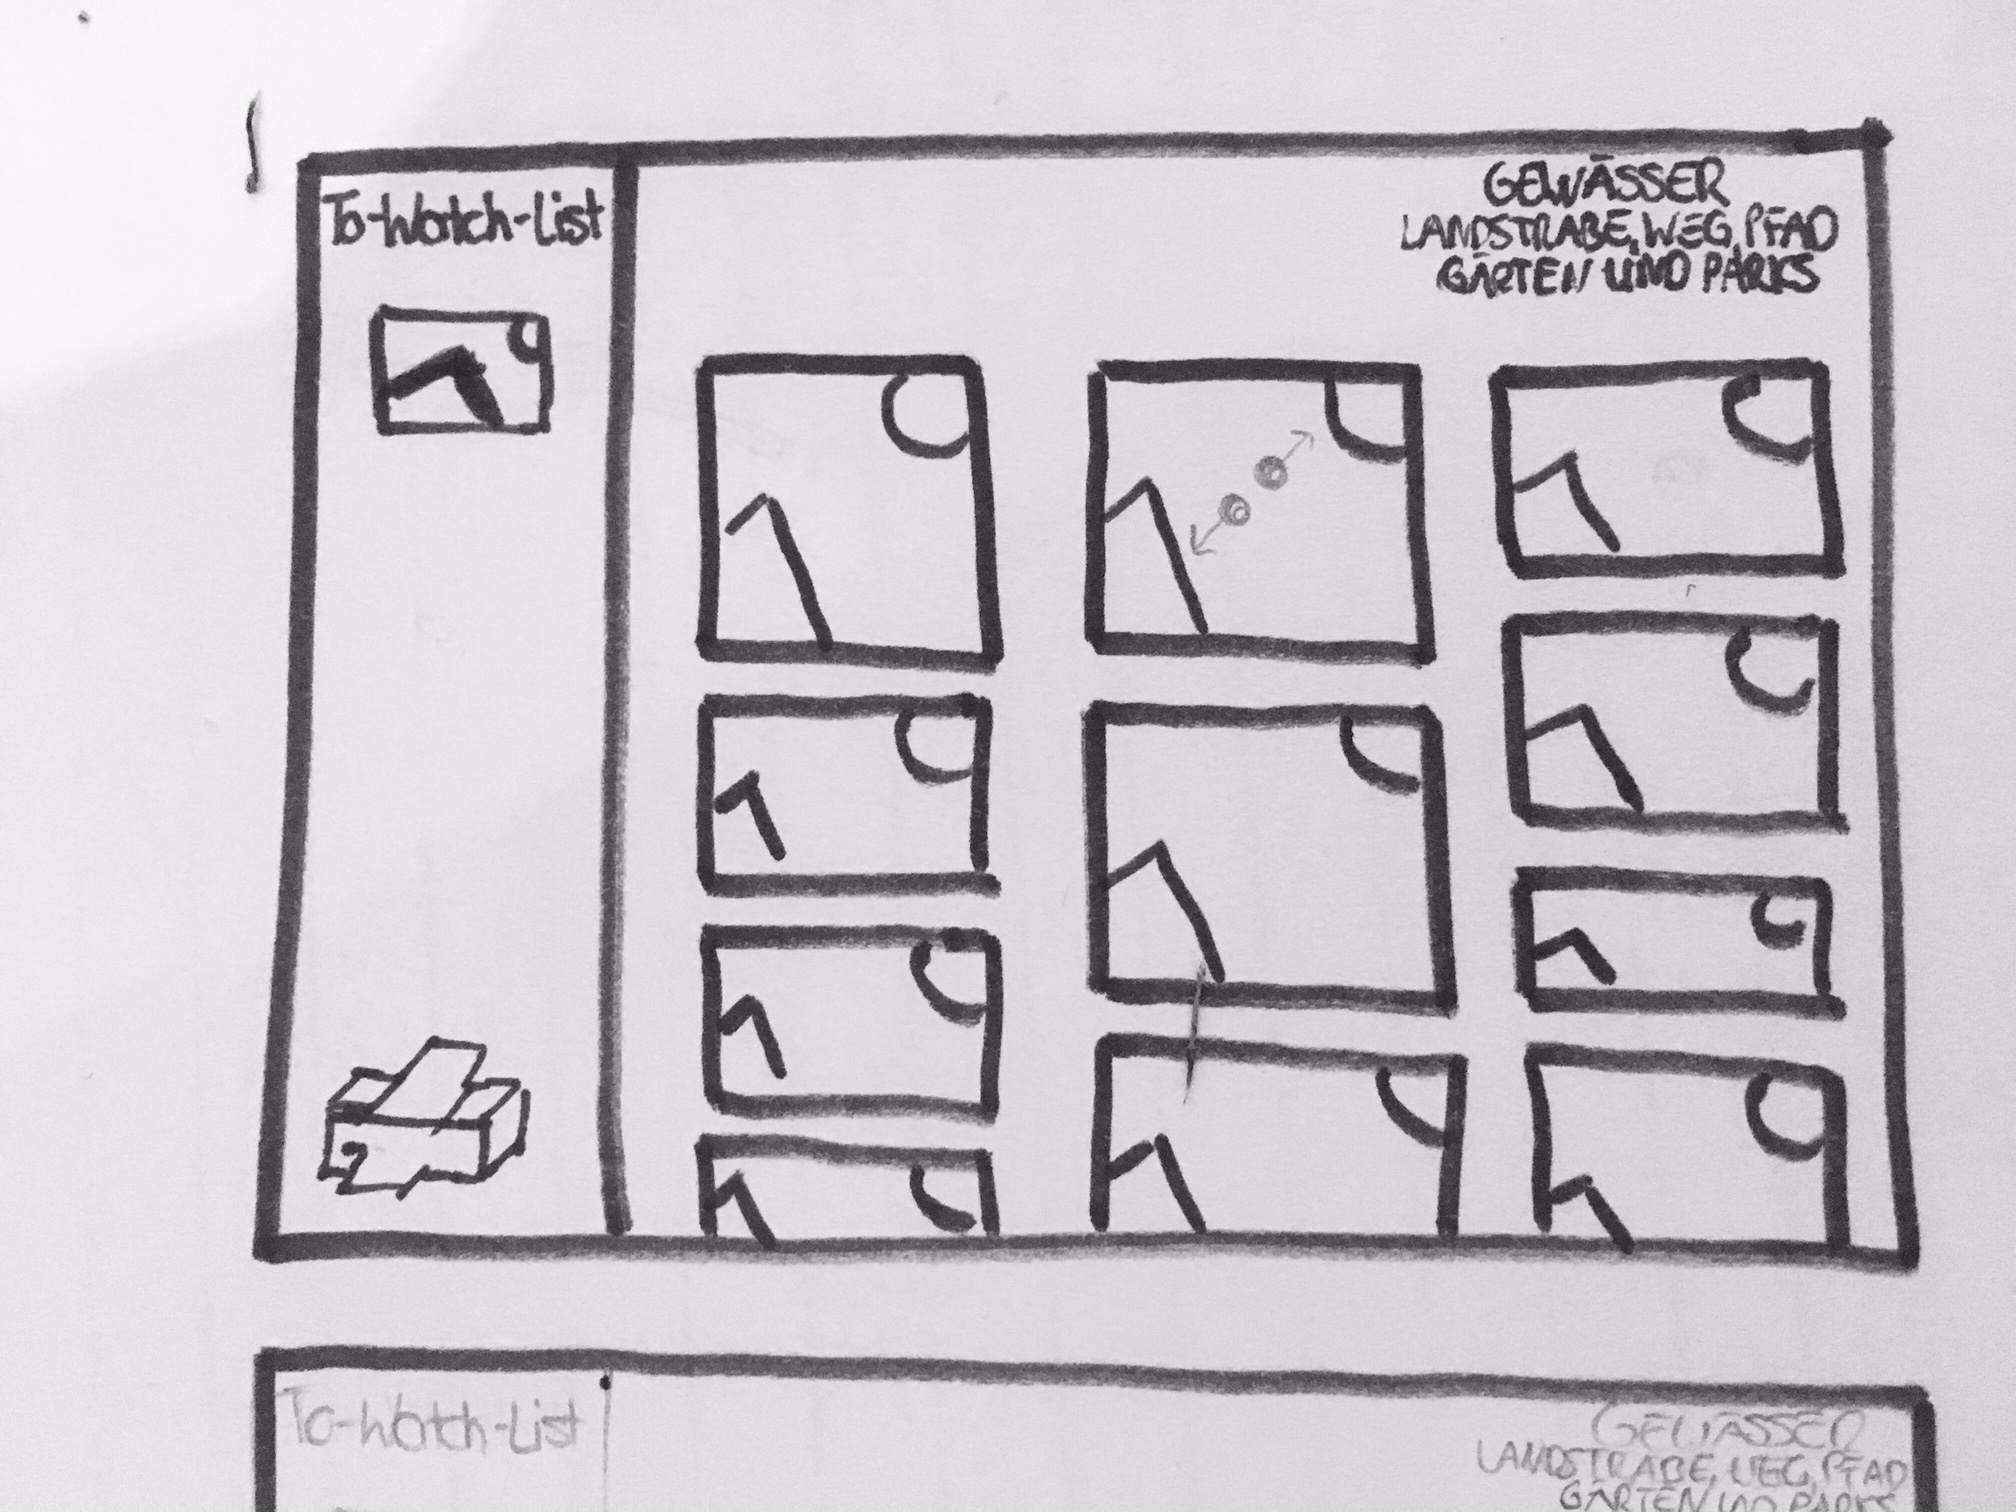 To-Watch-List
GEWÄSSER
LANDSTRAßE, WEG, PFAD
GÄRTEN UND PARKS
To-Watch-List
GEWÄSSER
LANDSTRAßE, WEG, PFAD
GÄRTEN UND PARKS